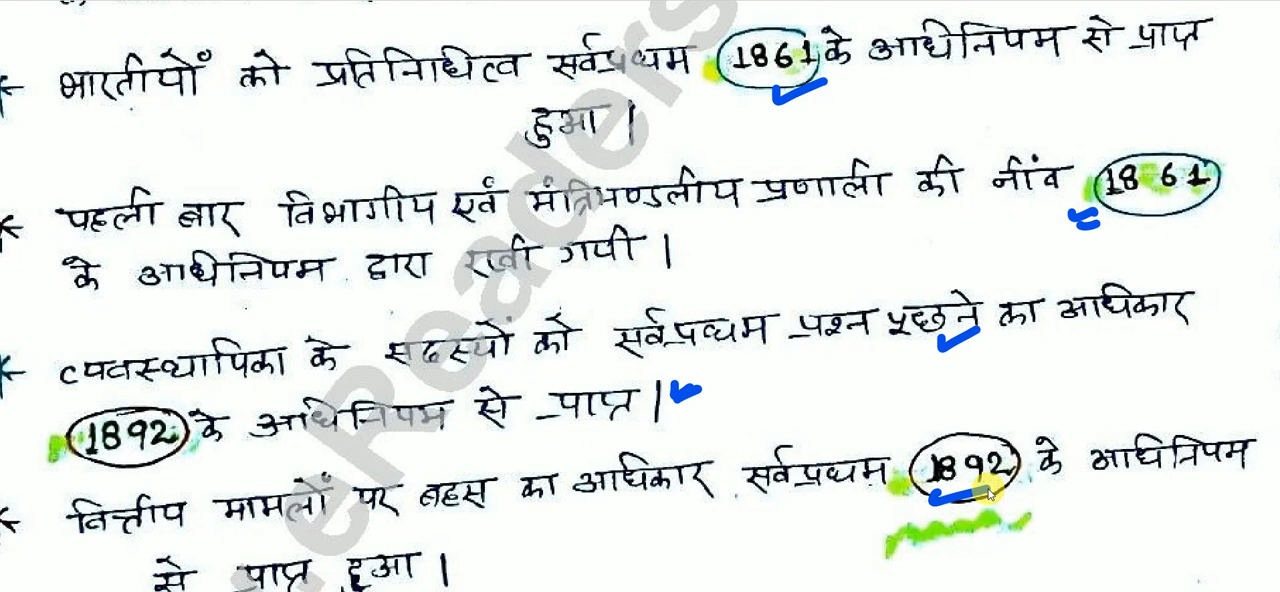 * भारतीयों को प्रतिनिधित्व सर्वप्रथम 1861 के अधिनियम से प्राप्त
हुआ।
* पहली बार विभागीय एवं मंत्रिमण्डलीय प्रणाली की नींव 1861
के अधिनियम द्वारा रखी गयी।
* व्यवस्थापिका के सदस्यों को सर्वप्रथम प्रश्न पूछने का अधिकार
1892 के अधिनियम से प्राप्त।
* वित्तीय मामलों पर बहस का अधिकार सर्वप्रथम 1892 के अधिनियम
से प्राप्त हुआ।
eReaders